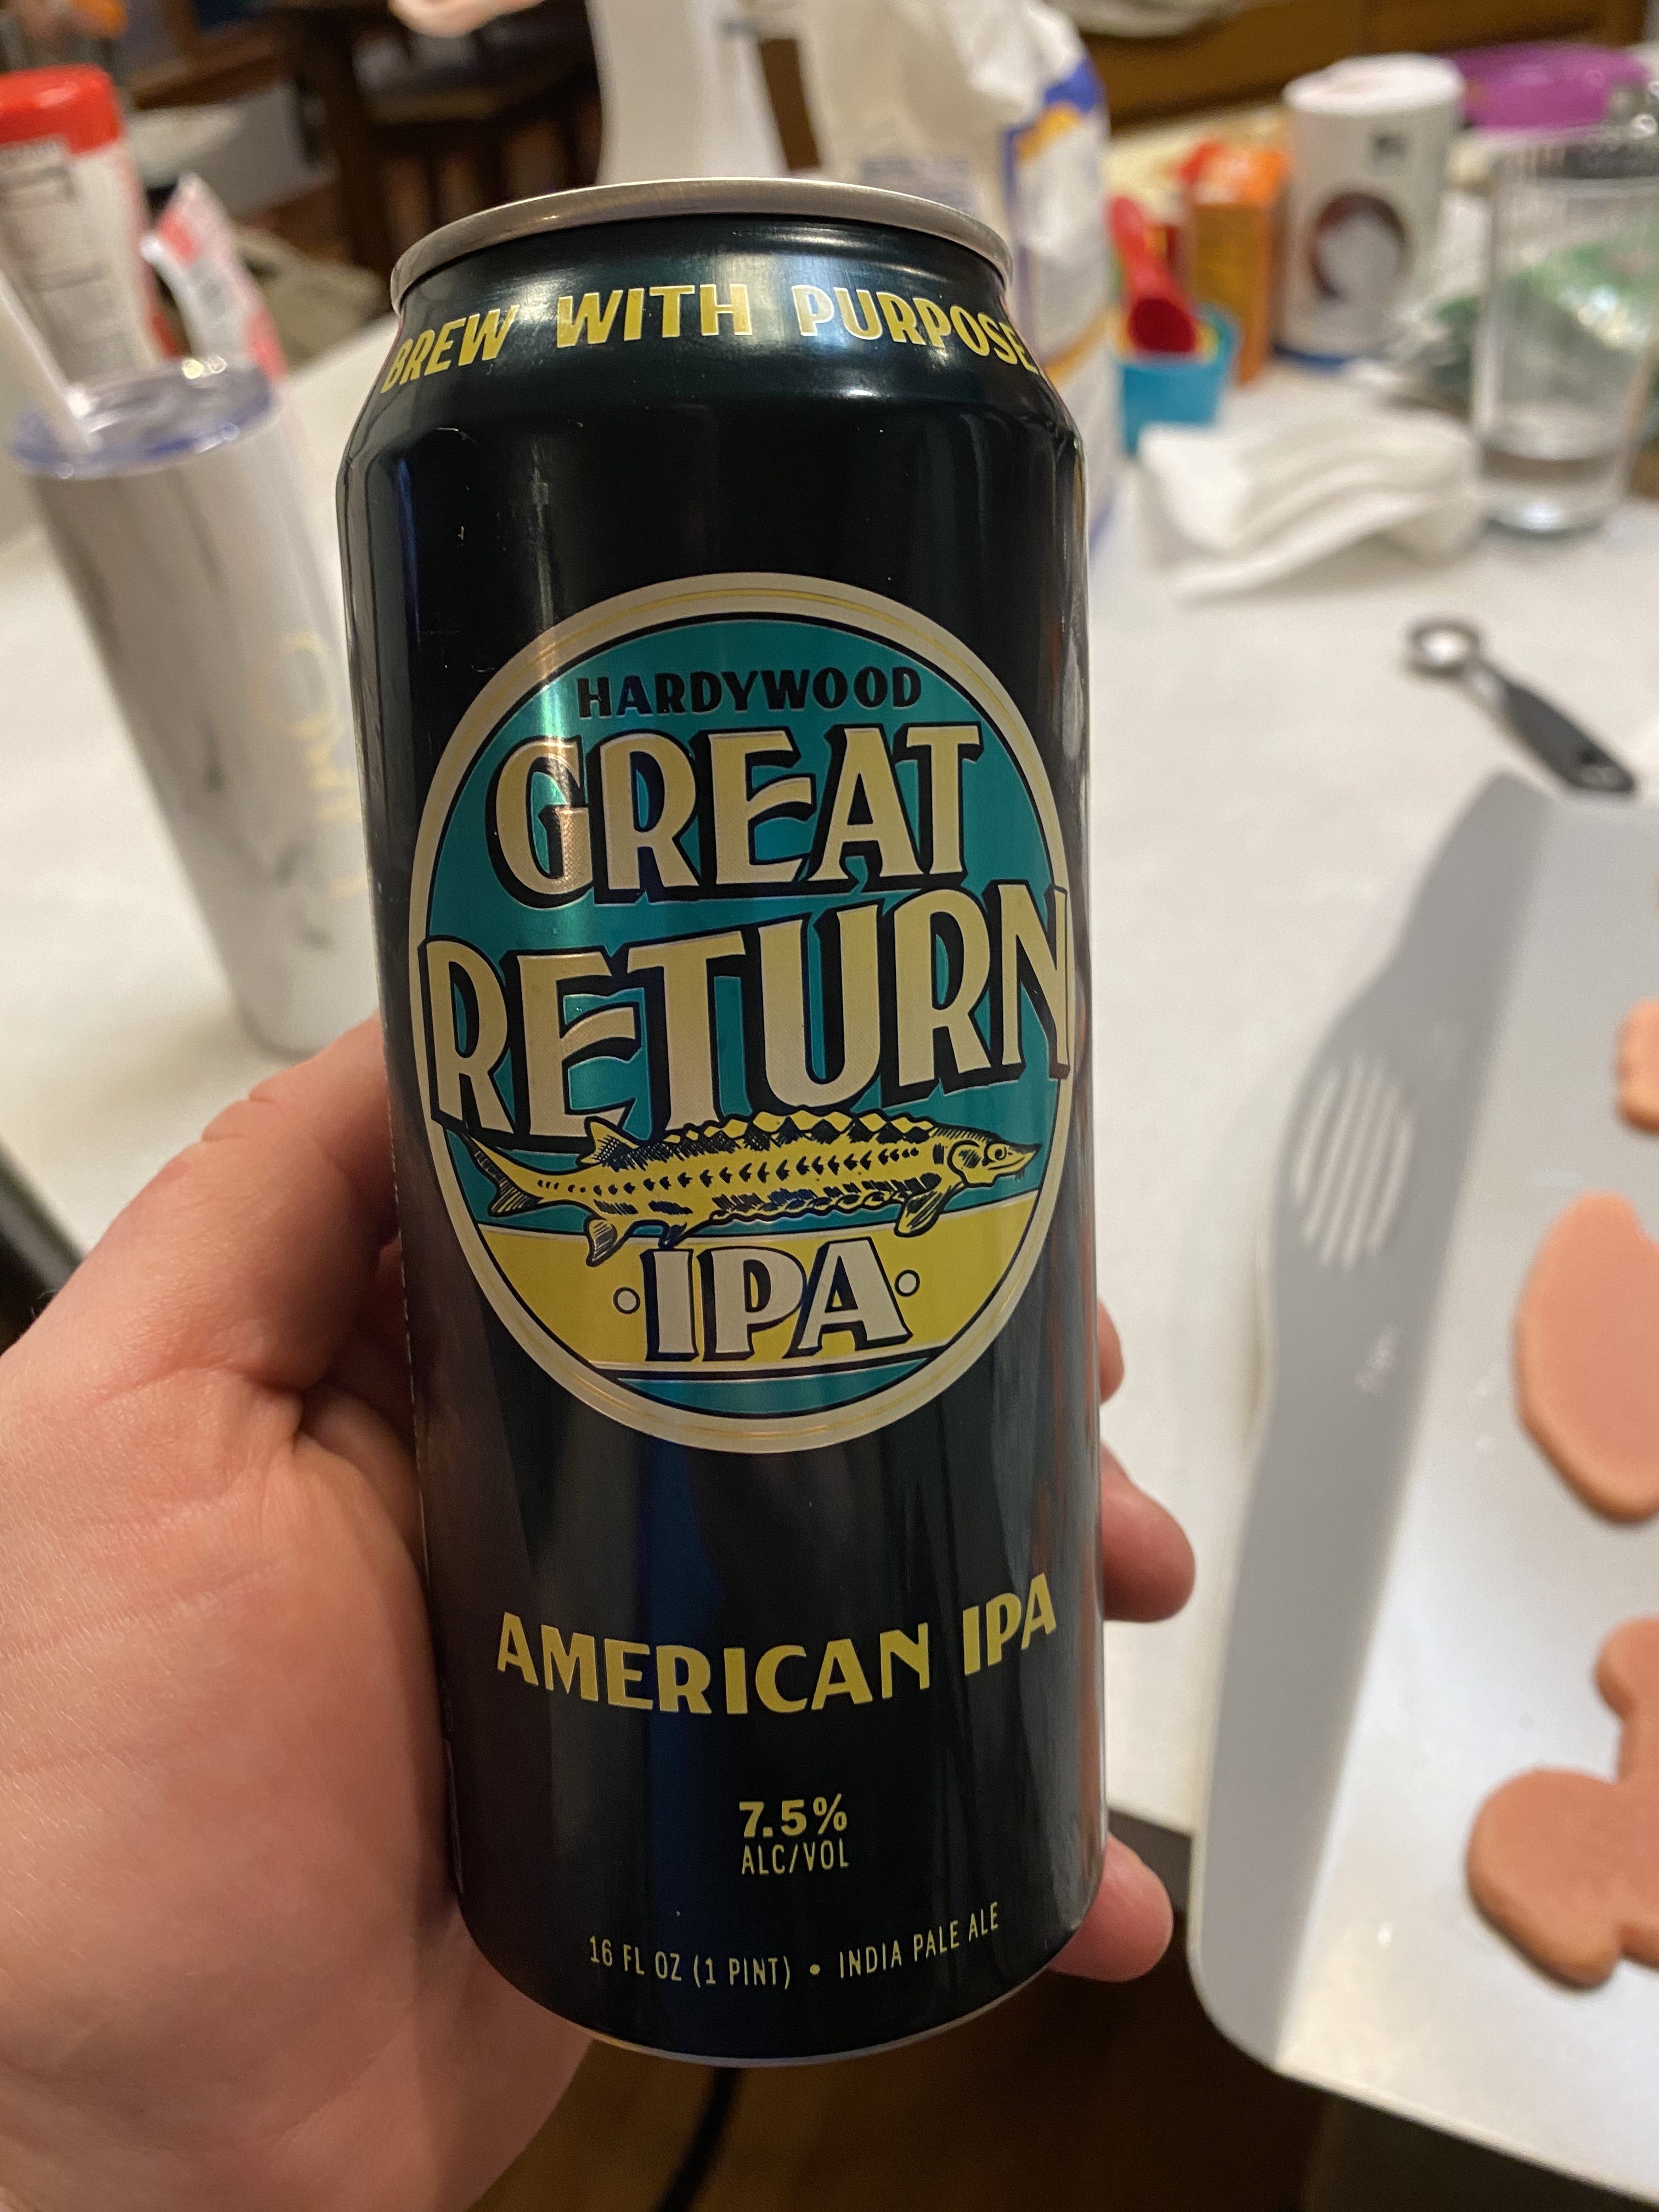 BREW WITH PURPOSE
HARDYWOOD
GREAT
RETURN
IPA
AMERICAN IPA
7.5%
ALC/VOL
16 FL OZ (1 PINT) • INDIA PALE ALE